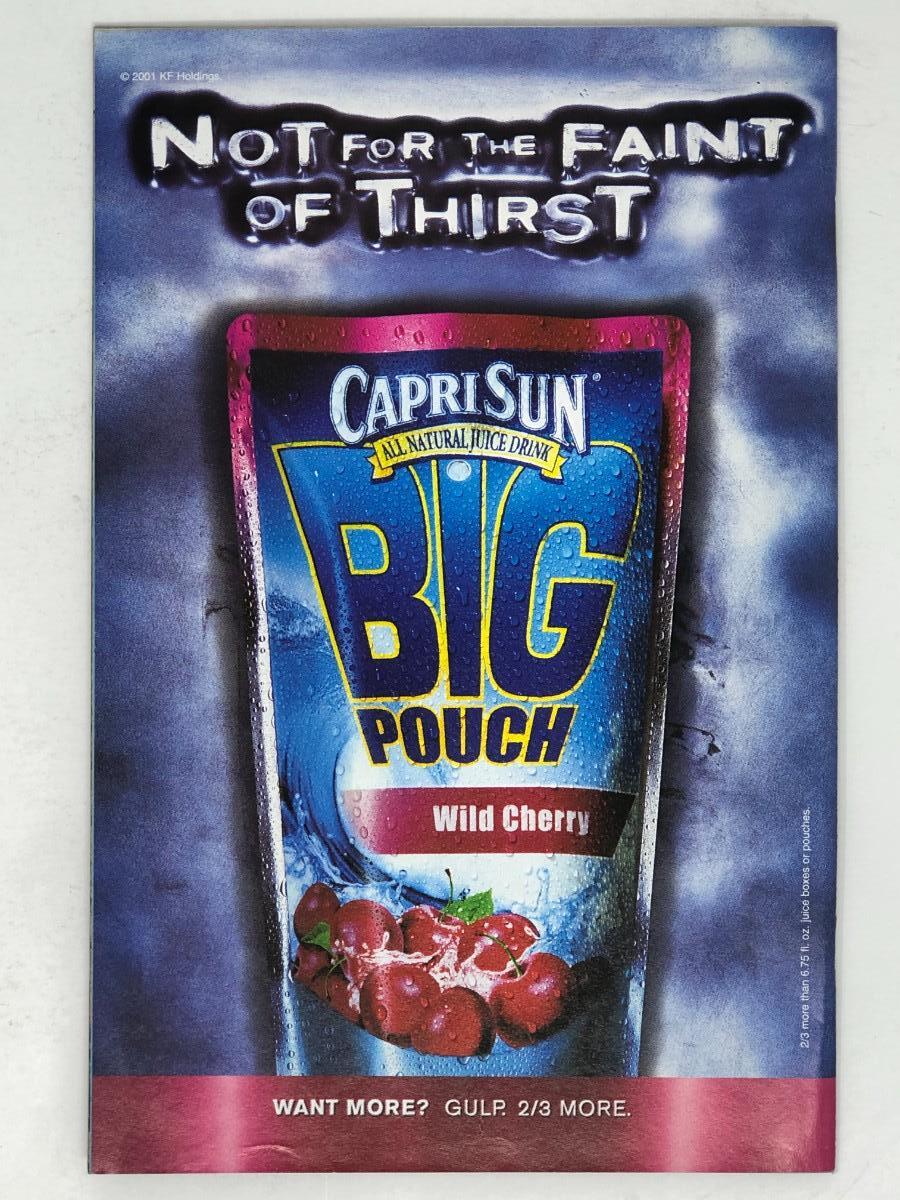 © 2001 KF Holdings.
NOT FOR THE FAINT
OF THIRST
CAPRI SUN®
ALL NATURAL JUICE DRINK
BIG
POUCH
Wild Cherry
2/3 more than 6.75 fl. oz. juice boxes or pouches.
WANT MORE? GULP. 2/3 MORE.